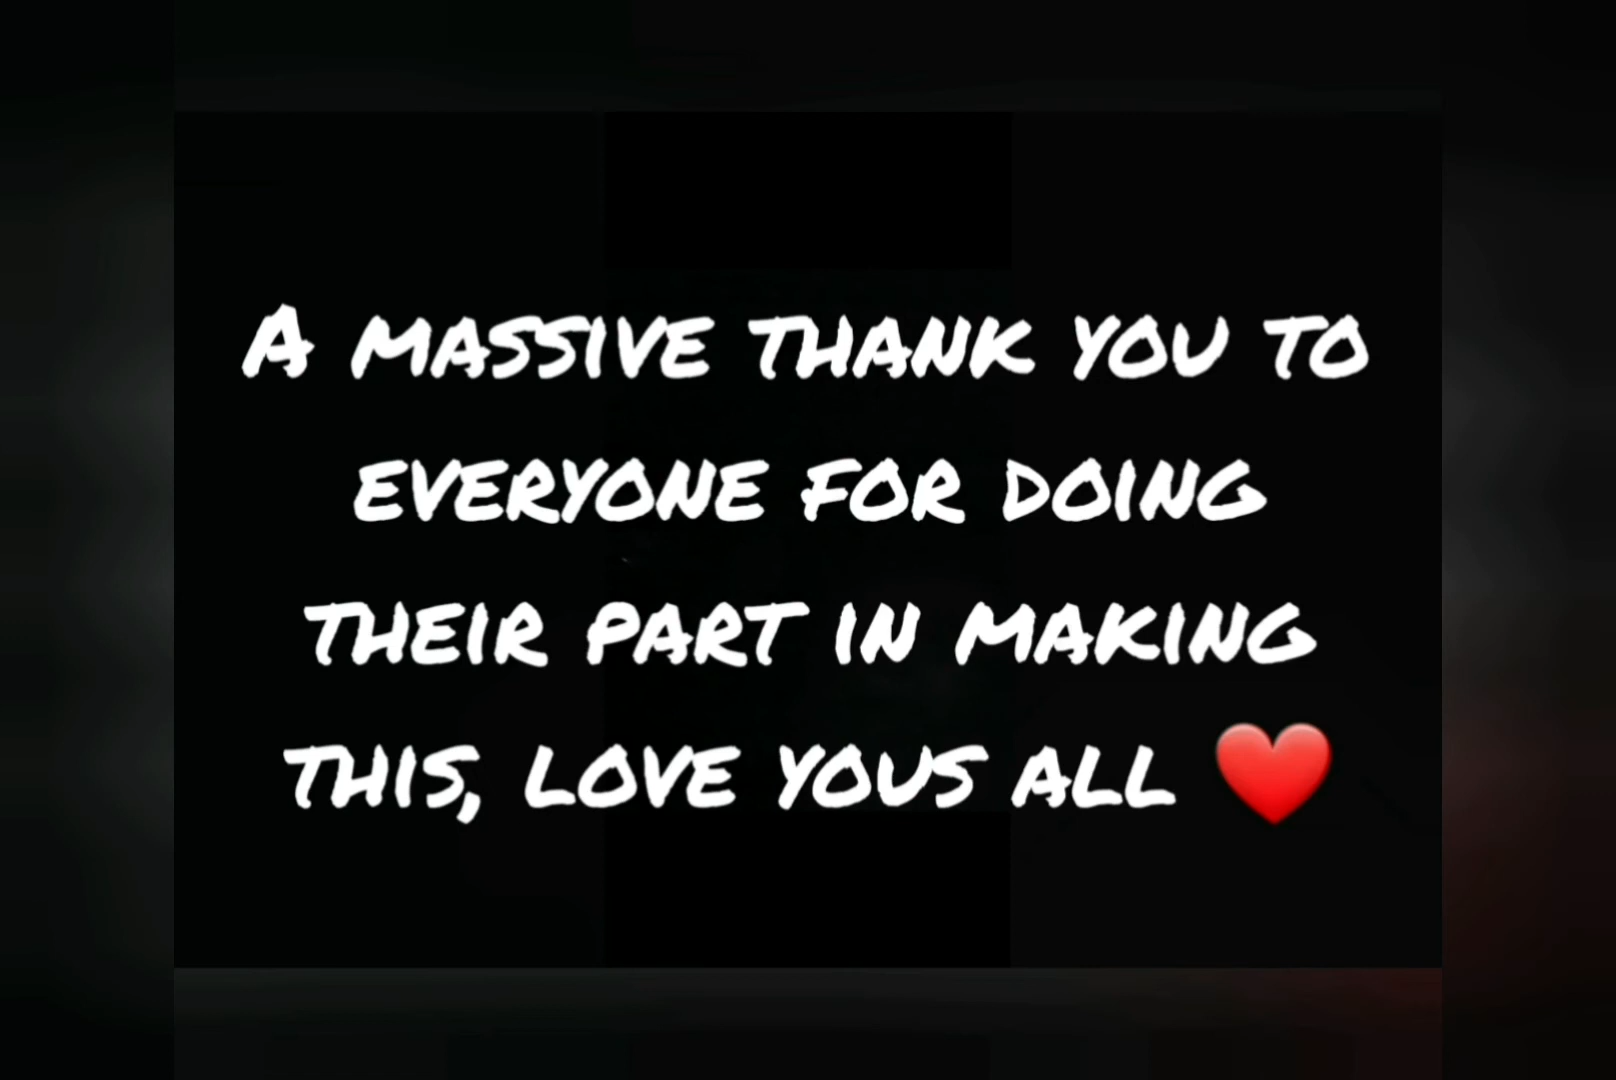 A MASSIVE THANK YOU TO
EVERYONE FOR DOING
THEIR PART IN MAKING
THIS, LOVE YOUS ALL ❤️